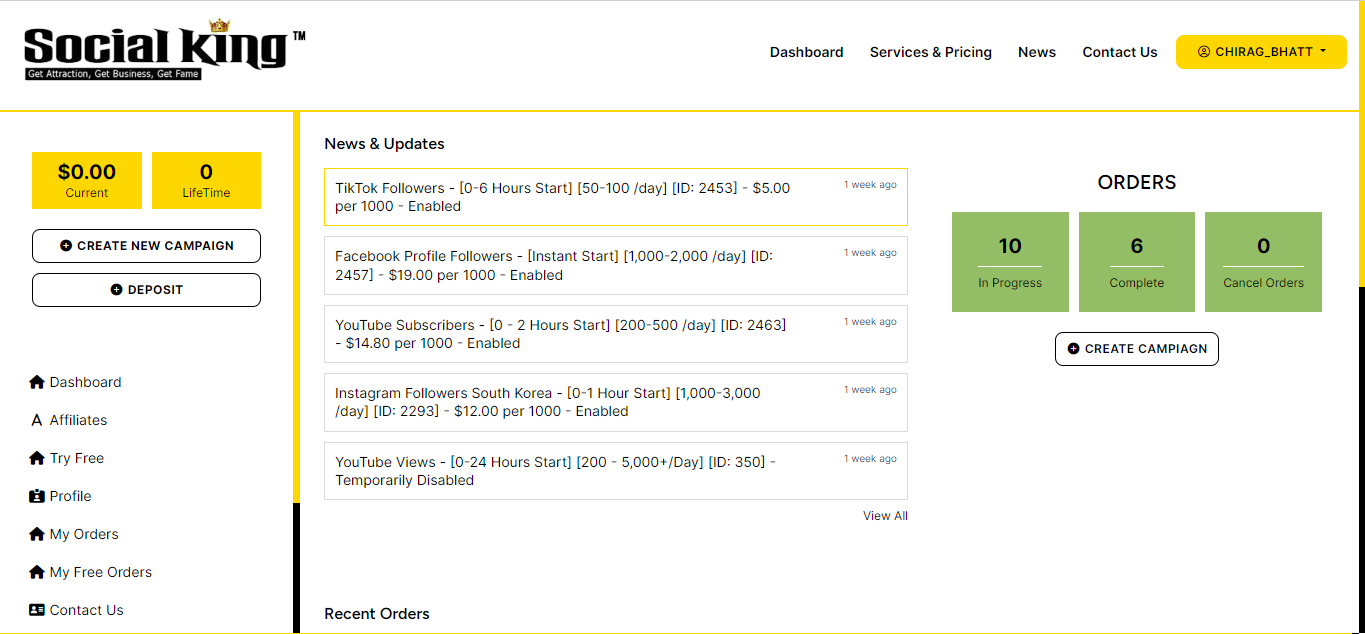 Social King™
Get Attraction, Get Business, Get Fame
Dashboard
Services & Pricing
News
Contact Us
CHIRAG_BHATT
$0.00
Current
0
LifeTime
CREATE NEW CAMPAIGN
DEPOSIT
Dashboard
Affiliates
Try Free
Profile
My Orders
My Free Orders
Contact Us
News & Updates
TikTok Followers - [0-6 Hours Start] [50-100 /day] [ID: 2453] - $5.00
per 1000 - Enabled
1 week ago
Facebook Profile Followers - [Instant Start] [1,000-2,000 /day] [ID:
2457] - $19.00 per 1000 - Enabled
1 week ago
YouTube Subscribers - [0 - 2 Hours Start] [200-500 /day] [ID: 2463]
- $14.80 per 1000 - Enabled
1 week ago
Instagram Followers South Korea - [0-1 Hour Start] [1,000-3,000
/day] [ID: 2293] - $12.00 per 1000 - Enabled
1 week ago
YouTube Views - [0-24 Hours Start] [200 - 5,000+/Day] [ID: 350] -
Temporarily Disabled
1 week ago
View All
Recent Orders
ORDERS
10
In Progress
6
Complete
0
Cancel Orders
CREATE CAMPIAGN